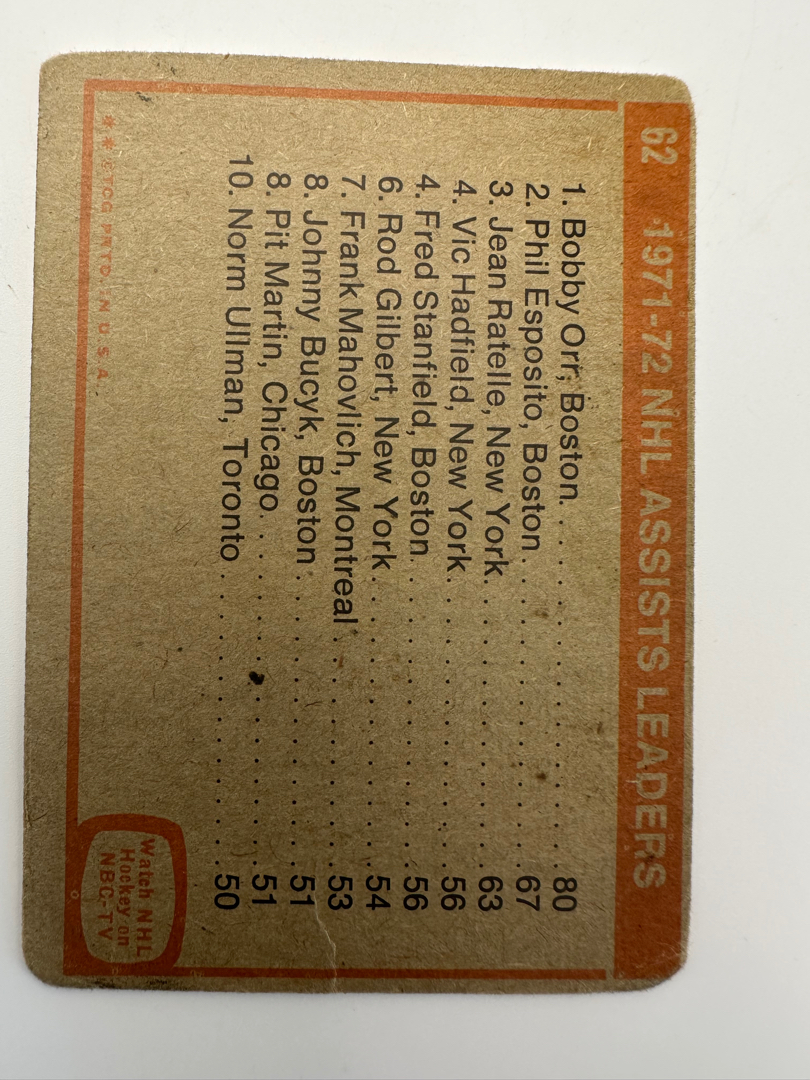 62 1971-72 NHL ASSISTS LEADERS
1. Bobby Orr, Boston. . . . . . . . . . . . . . . . . . . 80
2. Phil Esposito, Boston . . . . . . . . . . . . . . . . 67
3. Jean Ratelle, New York. . . . . . . . . . . . . . . 63
4. Vic Hadfield, New York. . . . . . . . . . . . . . . 56
4. Fred Stanfield, Boston . . . . . . . . . . . . . . . 56
6. Rod Gilbert, New York. . . . . . . . . . . . . . . 54
7. Frank Mahovlich, Montreal . . . . . . . . . . . . 53
8. Johnny Bucyk, Boston . . . . . . . . . . . . . . . 51
8. Pit Martin, Chicago. . . . . . . . . . . . . . . . . . 51
10. Norm Ullman, Toronto . . . . . . . . . . . . . . . 50
Watch NHL
Hockey on
NBC-TV
** ©TCG PRTD. IN U.S.A.